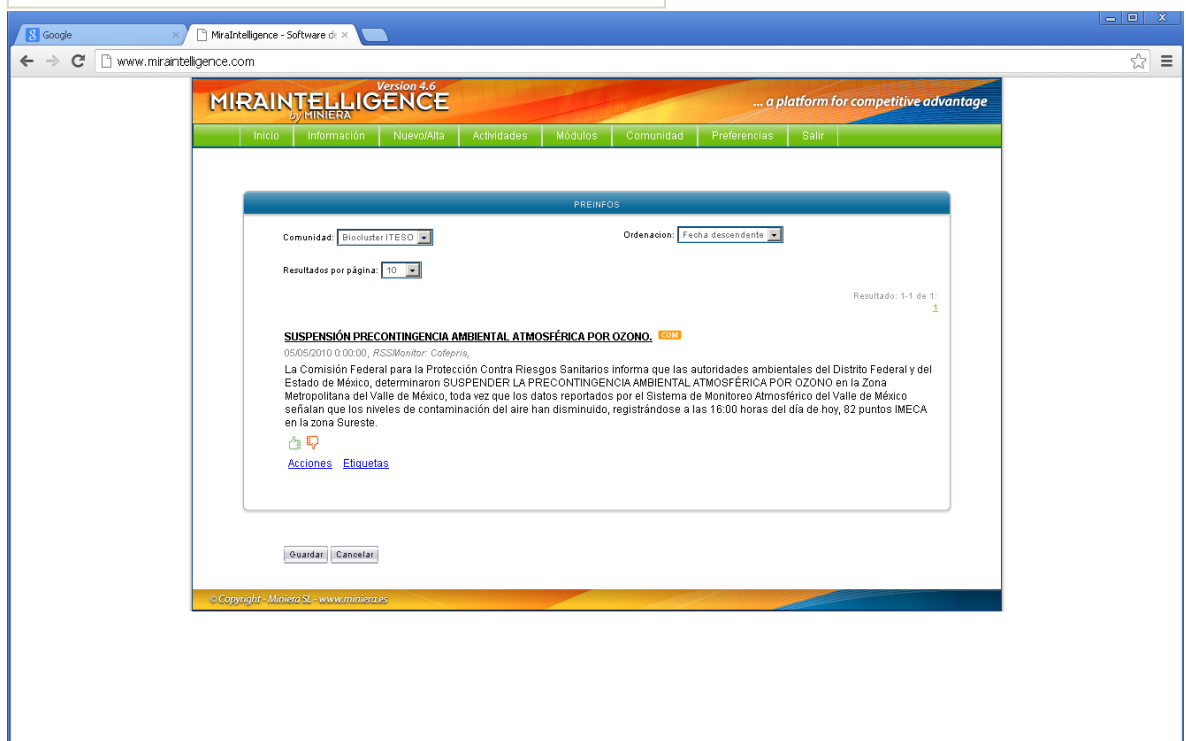 Google
MiraIntelligence - Software de
www.miraintelligence.com
Version 4.6
MIRAINTELLIGENCE
by MINIERA
... a platform for competitive advantage
Inicio Información Nuevo/Alta Actividades Módulos Comunidad Preferencias Salir
PREINFOS
Comunidad: Biocluster ITESO Ordenacion: Fecha descendente
Resultados por página: 10
Resultado: 1-1 de 1:
1
SUSPENSIÓN PRECONTINGENCIA AMBIENTAL ATMOSFÉRICA POR OZONO. COM
05/05/2010 0:00:00, RSSMonitor: Cofepris,
La Comisión Federal para la Protección Contra Riesgos Sanitarios informa que las autoridades ambientales del Distrito Federal y del
Estado de México, determinaron SUSPENDER LA PRECONTINGENCIA AMBIENTAL ATMOSFÉRICA POR OZONO en la Zona
Metropolitana del Valle de México, toda vez que los datos reportados por el Sistema de Monitoreo Atmosférico del Valle de México
señalan que los niveles de contaminación del aire han disminuido, registrándose a las 16:00 horas del día de hoy, 82 puntos IMECA
en la zona Sureste.
Acciones Etiquetas
Guardar Cancelar
©Copyright - Miniera SL - www.miniera.es